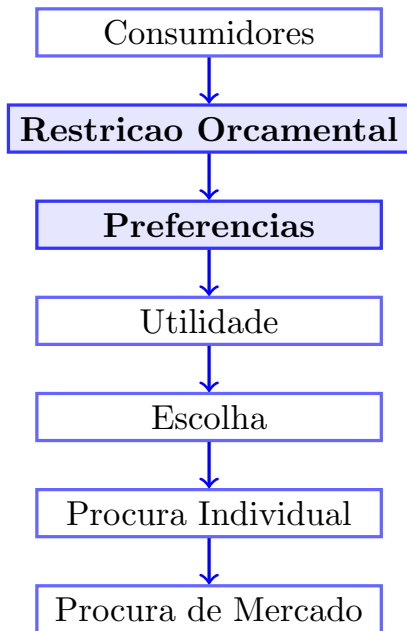 Consumidores
Restricao Orcamental
Preferencias
Utilidade
Escolha
Procura Individual
Procura de Mercado